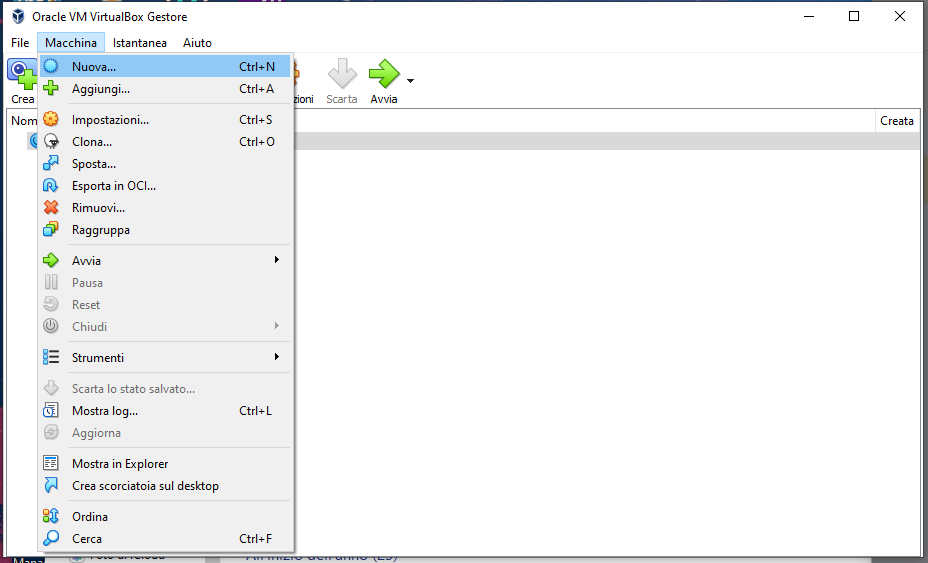 Oracle VM VirtualBox Gestore
File Macchina Istantanea Aiuto
Nuova... Ctrl+N
Aggiungi... Ctrl+A
Impostazioni... Ctrl+S
Clona... Ctrl+O
Sposta...
Esporta in OCI...
Rimuovi...
Raggruppa
Avvia
Pausa
Reset
Chiudi
Strumenti
Scarta lo stato salvato...
Mostra log... Ctrl+L
Aggiorna
Mostra in Explorer
Crea scorciatoia sul desktop
Ordina
Cerca Ctrl+F
Crea
zioni Scarta Avvia
Nom
Creata